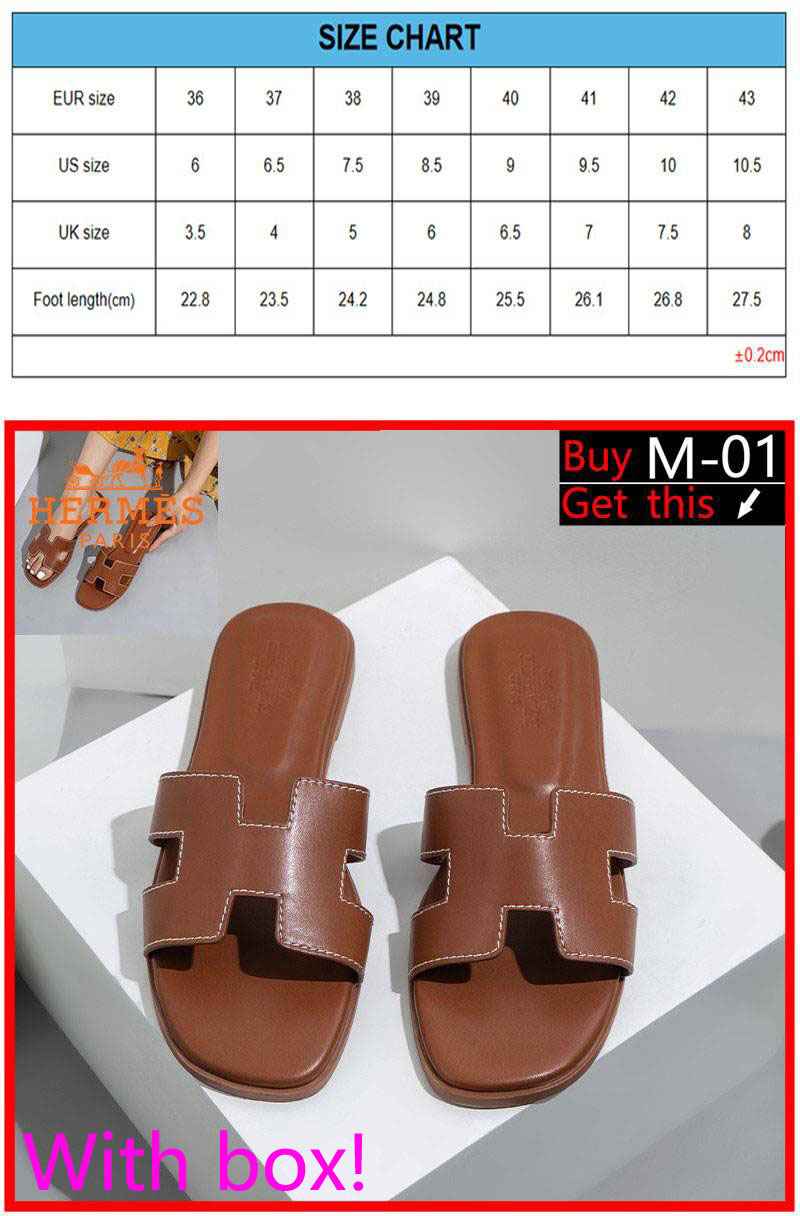 SIZE CHART
EUR size 36 37 38 39 40 41 42 43
US size 6 6.5 7.5 8.5 9 9.5 10 10.5
UK size 3.5 4 5 6 6.5 7 7.5 8
Foot length(cm) 22.8 23.5 24.2 24.8 25.5 26.1 26.8 27.5
±0.2cm
HERMES
PARIS
Buy M-01
Get this
With box!